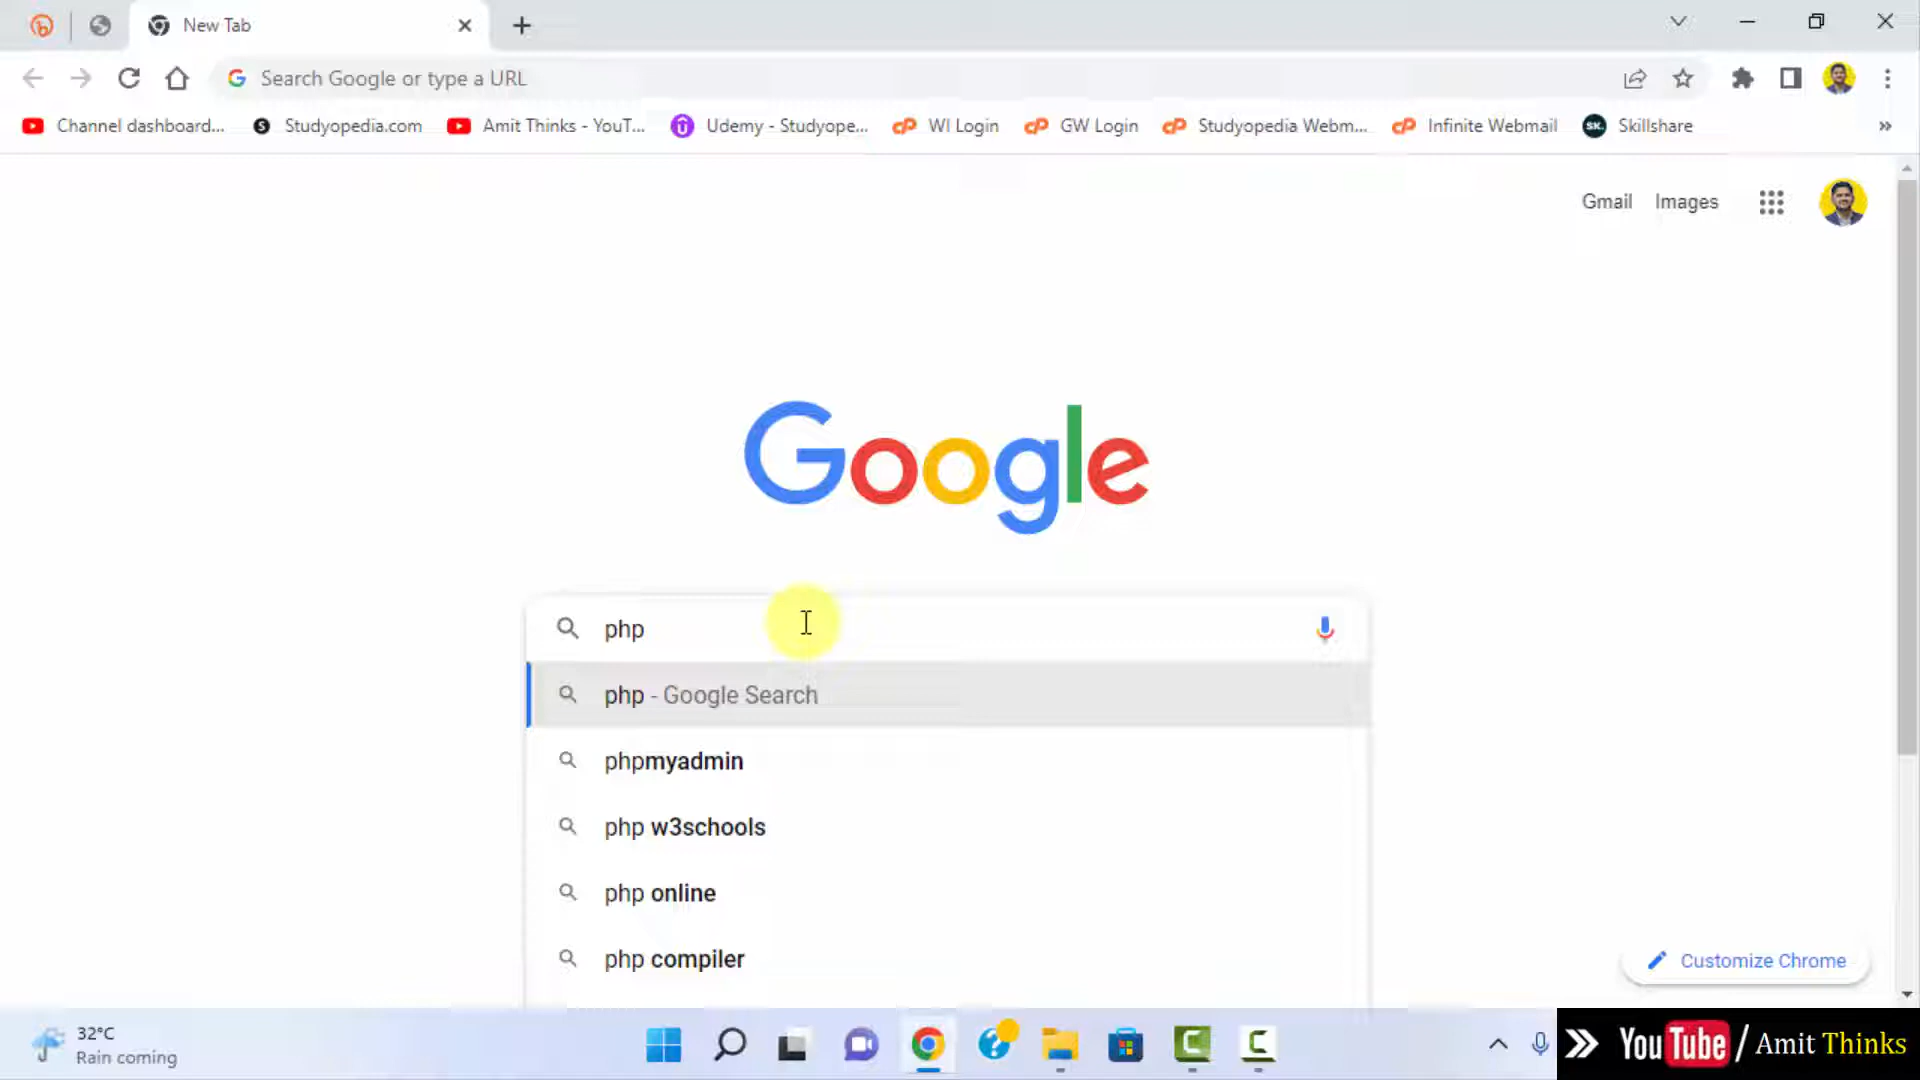 New Tab
Search Google or type a URL
Channel dashboard...
Studyopedia.com
Amit Thinks - YouT...
Udemy - Studyope...
WI Login
GW Login
Studyopedia Webm...
Infinite Webmail
SK.
Skillshare
Gmail
Images
Google
php
php - Google Search
phpmyadmin
php w3schools
php online
php compiler
Customize Chrome
32°C
Rain coming
YouTube / Amit Thinks